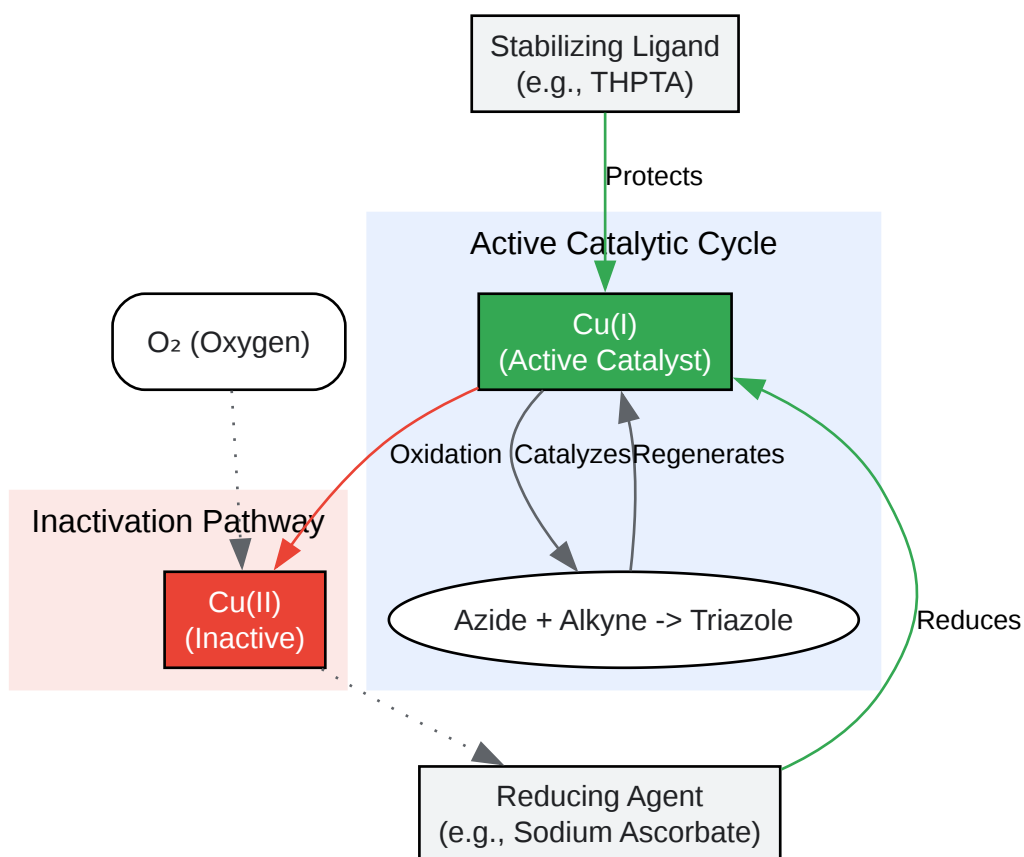 Stabilizing Ligand
(e.g., THPTA)
Protects
Active Catalytic Cycle
Cu(I)
(Active Catalyst)
O₂ (Oxygen)
Oxidation
Catalyzes
Regenerates
Inactivation Pathway
Cu(II)
(Inactive)
Azide + Alkyne -> Triazole
Reduces
Reducing Agent
(e.g., Sodium Ascorbate)